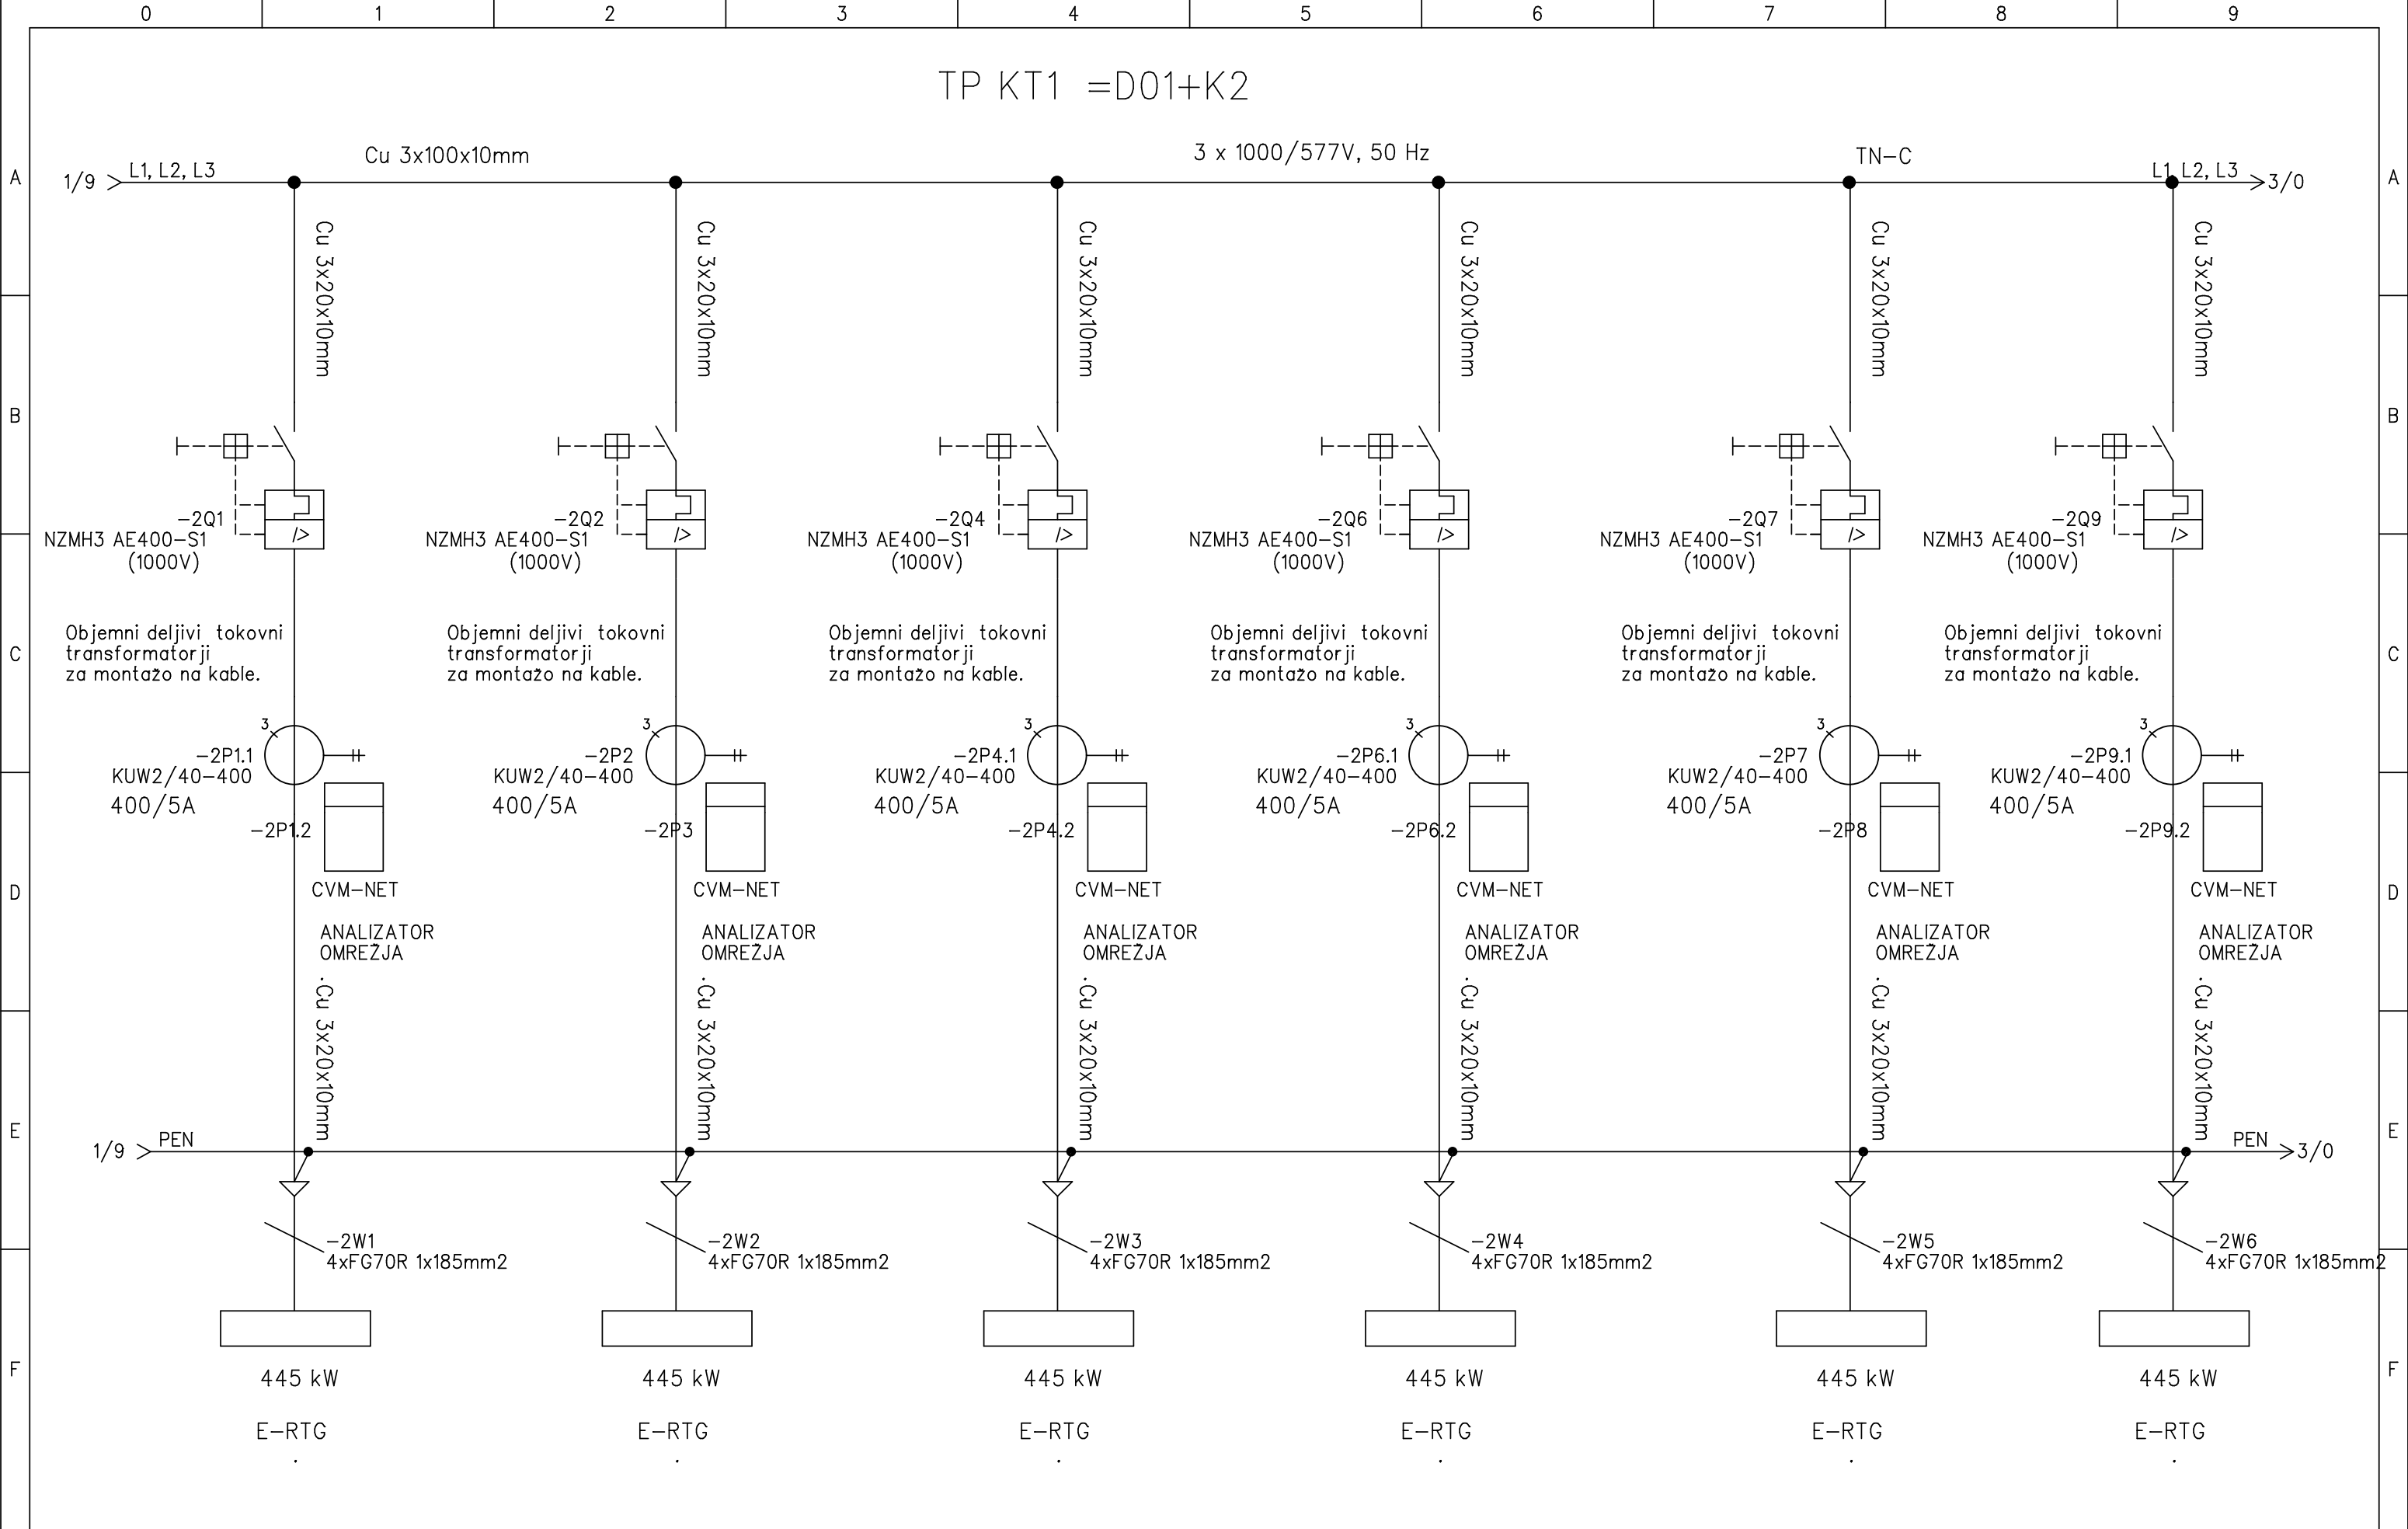 0 1 2 3 4 5 6 7 8 9
TP KT1 =D01+K2
Cu 3x100x10mm
3 x 1000/577V, 50 Hz
TN-C
A
1/9
L1, L2, L3
L1, L2, L3
3/0
A
Cu 3x20x10mm
Cu 3x20x10mm
Cu 3x20x10mm
Cu 3x20x10mm
Cu 3x20x10mm
Cu 3x20x10mm
B
B
-2Q1
NZMH3 AE400-S1
(1000V)
-2Q2
NZMH3 AE400-S1
(1000V)
-2Q4
NZMH3 AE400-S1
(1000V)
-2Q6
NZMH3 AE400-S1
(1000V)
-2Q7
NZMH3 AE400-S1
(1000V)
-2Q9
NZMH3 AE400-S1
(1000V)
I>
I>
I>
I>
I>
I>
C
Objemni deljivi tokovni
transformatorji
za montažo na kable.
Objemni deljivi tokovni
transformatorji
za montažo na kable.
Objemni deljivi tokovni
transformatorji
za montažo na kable.
Objemni deljivi tokovni
transformatorji
za montažo na kable.
Objemni deljivi tokovni
transformatorji
za montažo na kable.
Objemni deljivi tokovni
transformatorji
za montažo na kable.
C
3
-2P1.1
KUW2/40-400
400/5A
-2P1.2
CVM-NET
ANALIZATOR
OMREŽJA
.
3
-2P2
KUW2/40-400
400/5A
-2P3
CVM-NET
ANALIZATOR
OMREŽJA
.
3
-2P4.1
KUW2/40-400
400/5A
-2P4.2
CVM-NET
ANALIZATOR
OMREŽJA
.
3
-2P6.1
KUW2/40-400
400/5A
-2P6.2
CVM-NET
ANALIZATOR
OMREŽJA
.
3
-2P7
KUW2/40-400
400/5A
-2P8
CVM-NET
ANALIZATOR
OMREŽJA
.
3
-2P9.1
KUW2/40-400
400/5A
-2P9.2
CVM-NET
ANALIZATOR
OMREŽJA
.
D
D
Cu 3x20x10mm
Cu 3x20x10mm
Cu 3x20x10mm
Cu 3x20x10mm
Cu 3x20x10mm
Cu 3x20x10mm
E
1/9
PEN
PEN
3/0
E
-2W1
4xFG70R 1x185mm2
-2W2
4xFG70R 1x185mm2
-2W3
4xFG70R 1x185mm2
-2W4
4xFG70R 1x185mm2
-2W5
4xFG70R 1x185mm2
-2W6
4xFG70R 1x185mm2
F
F
445 kW
E-RTG
.
445 kW
E-RTG
.
445 kW
E-RTG
.
445 kW
E-RTG
.
445 kW
E-RTG
.
445 kW
E-RTG
.